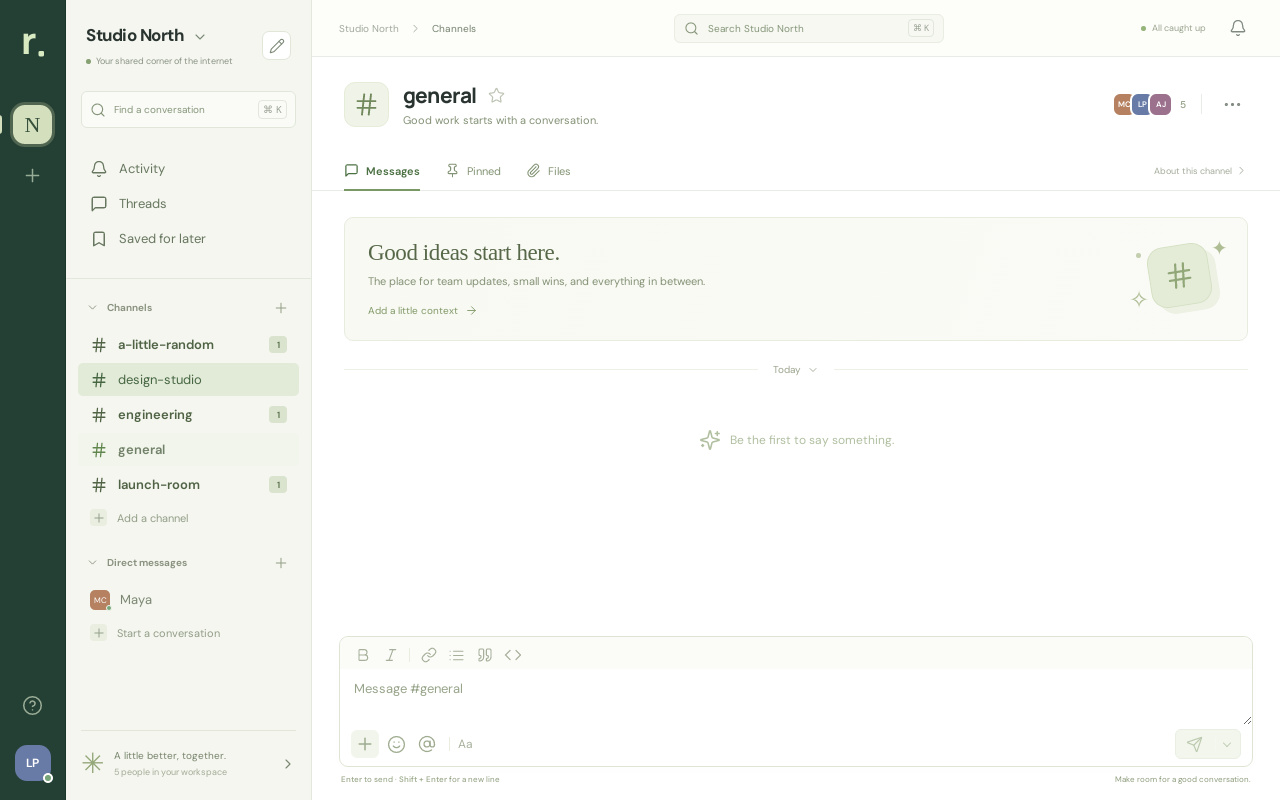 r.
N
LP
Studio North
Your shared corner of the internet
Find a conversation
⌘ K
Activity
Threads
Saved for later
Channels
a-little-random
1
design-studio
engineering
1
general
launch-room
1
Add a channel
Direct messages
MC
Maya
Start a conversation
A little better, together.
5 people in your workspace
Studio North
Channels
Search Studio North
⌘ K
All caught up
general
Good work starts with a conversation.
MC
LP
AJ
5
Messages
Pinned
Files
About this channel
Good ideas start here.
The place for team updates, small wins, and everything in between.
Add a little context
Today
Be the first to say something.
Message #general
Aa
Enter to send · Shift + Enter for a new line
Make room for a good conversation.